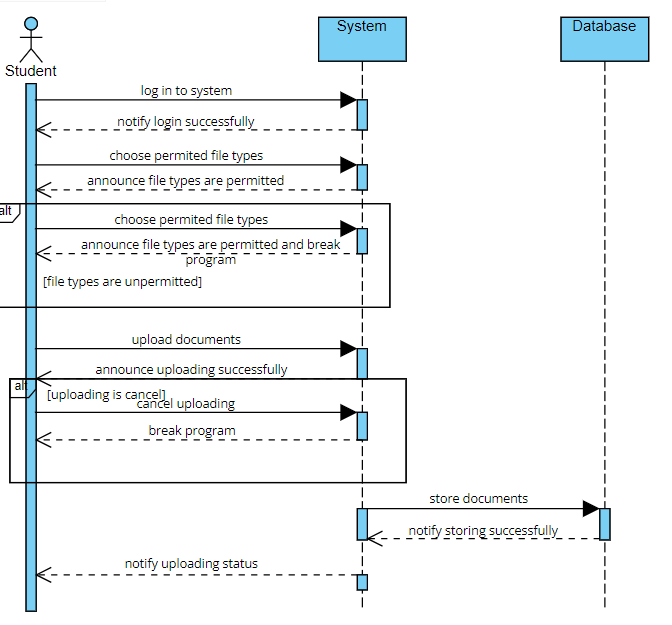 System
Database
Student
log in to system
notify login successfully
choose permited file types
announce file types are permitted
alt
choose permited file types
announce file types are permitted and break
program
[file types are unpermitted]
upload documents
announce uploading successfully
alt
[uploading is cancel]
cancel uploading
break program
store documents
notify storing successfully
notify uploading status